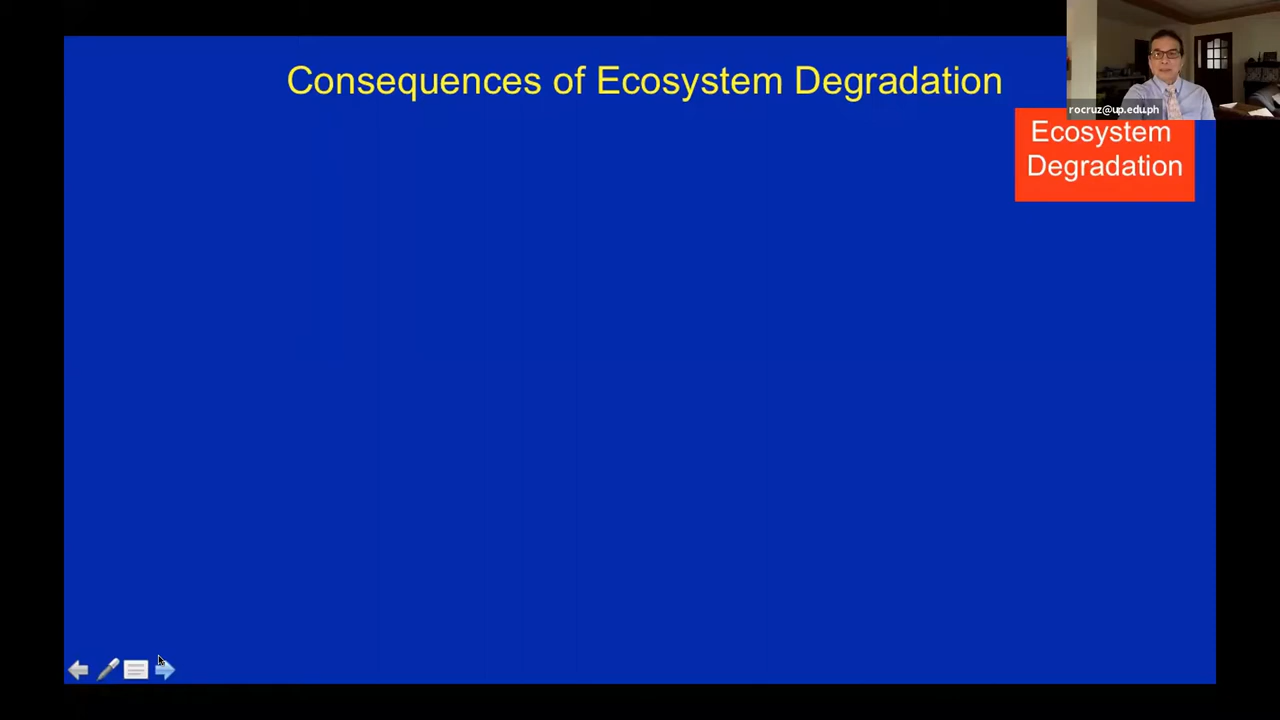 Consequences of Ecosystem Degradation
rocruz@up.edu.ph
Ecosystem
Degradation